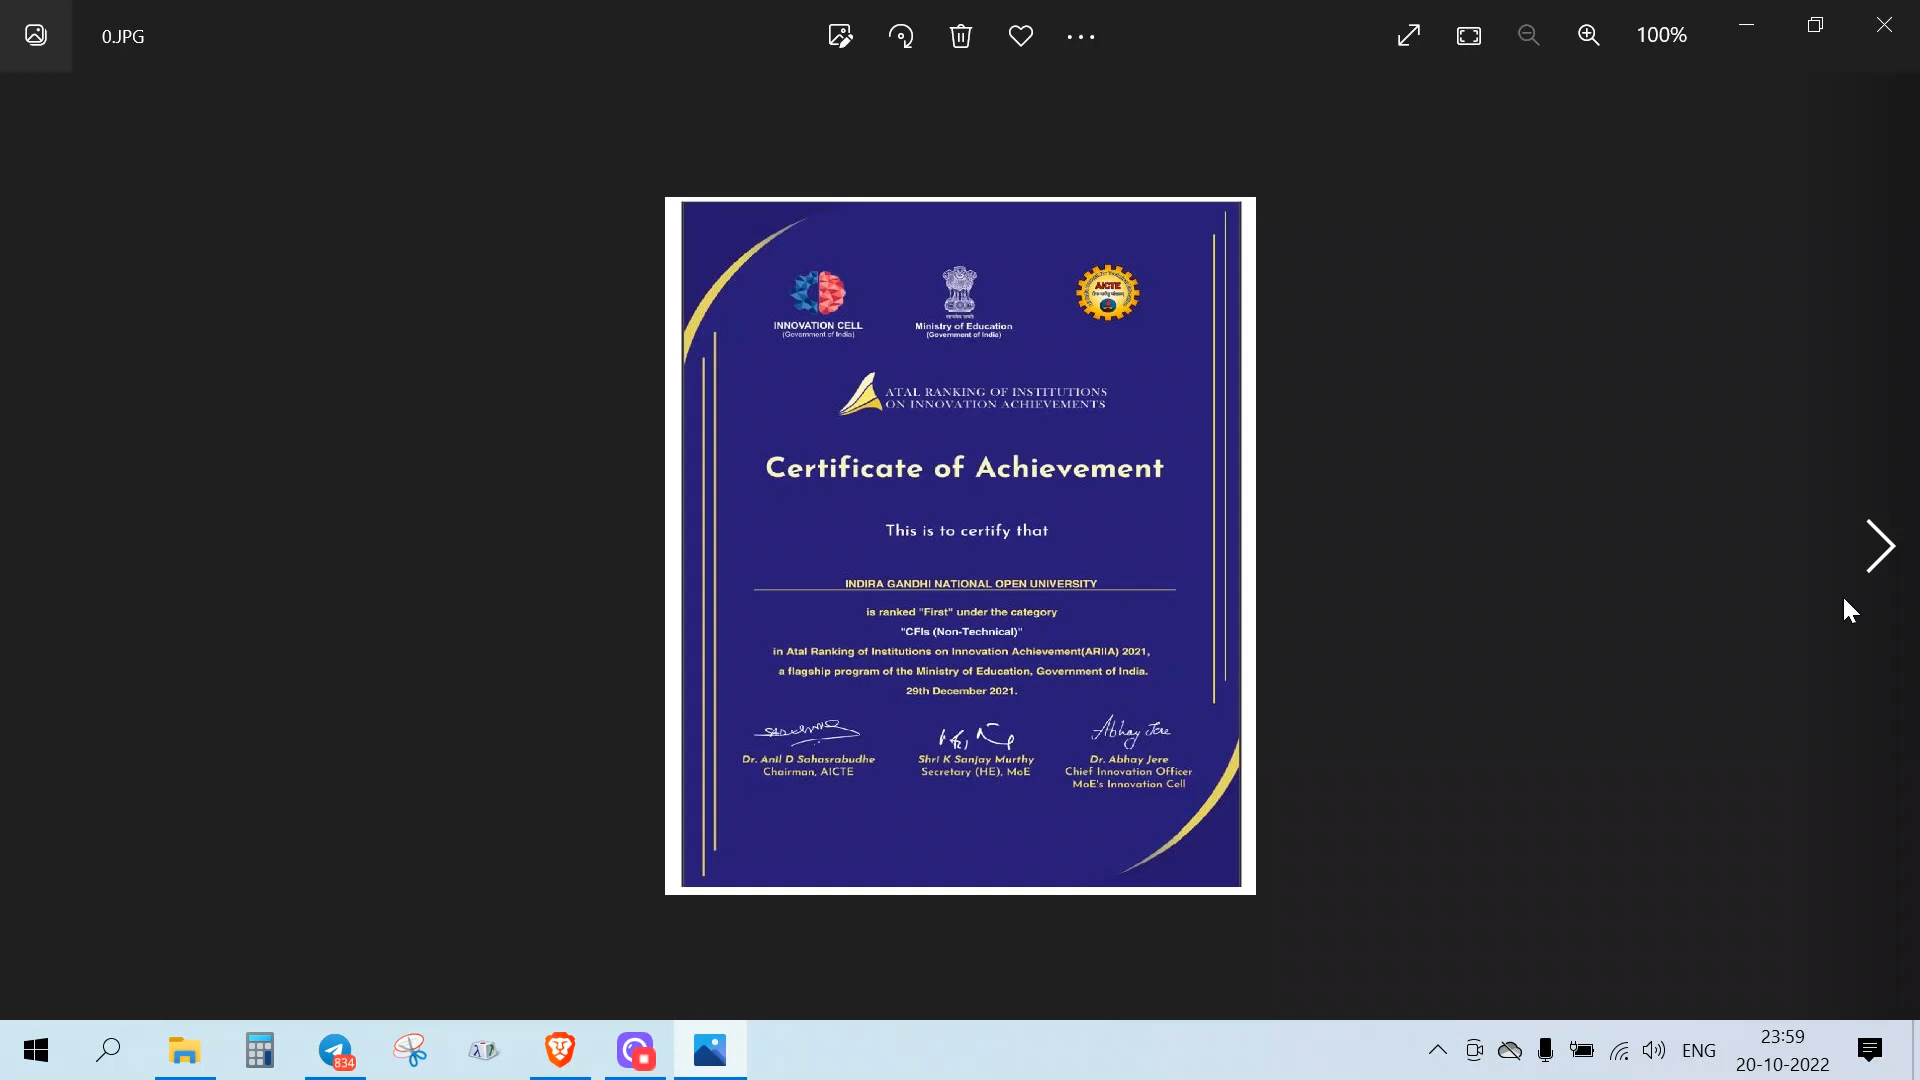 0.JPG
100%
INNOVATION CELL
(Government of India)
Ministry of Education
(Government of India)
AICTE
ATAL RANKING OF INSTITUTIONS
ON INNOVATION ACHIEVEMENTS
Certificate of Achievement
This is to certify that
INDIRA GANDHI NATIONAL OPEN UNIVERSITY
is ranked "First" under the category
"CFIs (Non-Technical)"
in Atal Ranking of Institutions on Innovation Achievement(ARIIA) 2021,
a flagship program of the Ministry of Education, Government of India.
29th December 2021.
Abhay Jere
Dr. Anil D Sahasrabudhe
Chairman, AICTE
Shri K Sanjay Murthy
Secretary (HE), MoE
Dr. Abhay Jere
Chief Innovation Officer
MoE's Innovation Cell
834
ENG
23:59
20-10-2022